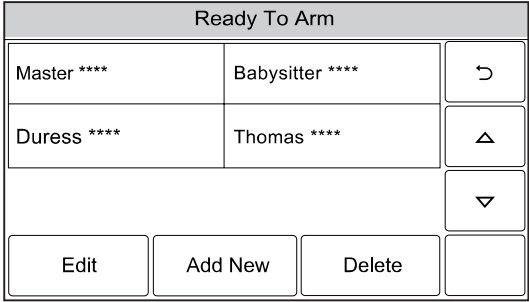 Ready To Arm
Master ****
Babysitter ****
Duress ****
Thomas ****
Edit
Add New
Delete